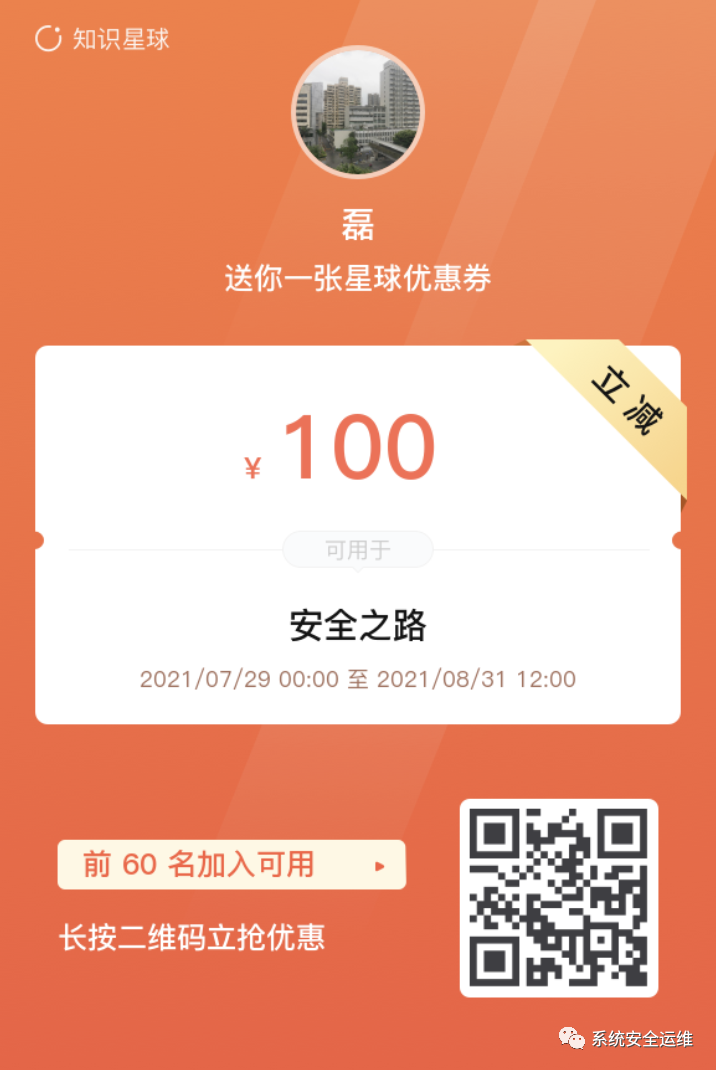 知识星球
磊
送你一张星球优惠券
立减
¥ 100
可用于
安全之路
2021/07/29 00:00 至 2021/08/31 12:00
前 60 名加入可用
长按二维码立抢优惠
系统安全运维